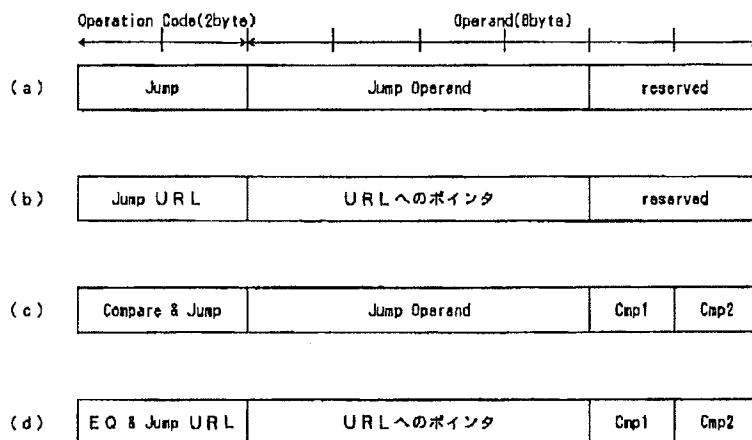 Operation Code(2byte) Operand(6byte)
(a) Jump Jump Operand reserved
(b) Jump URL URLへのポインタ reserved
(c) Compare & Jump Jump Operand Cmp1 Cmp2
(d) EQ & Jump URL URLへのポインタ Cmp1 Cmp2